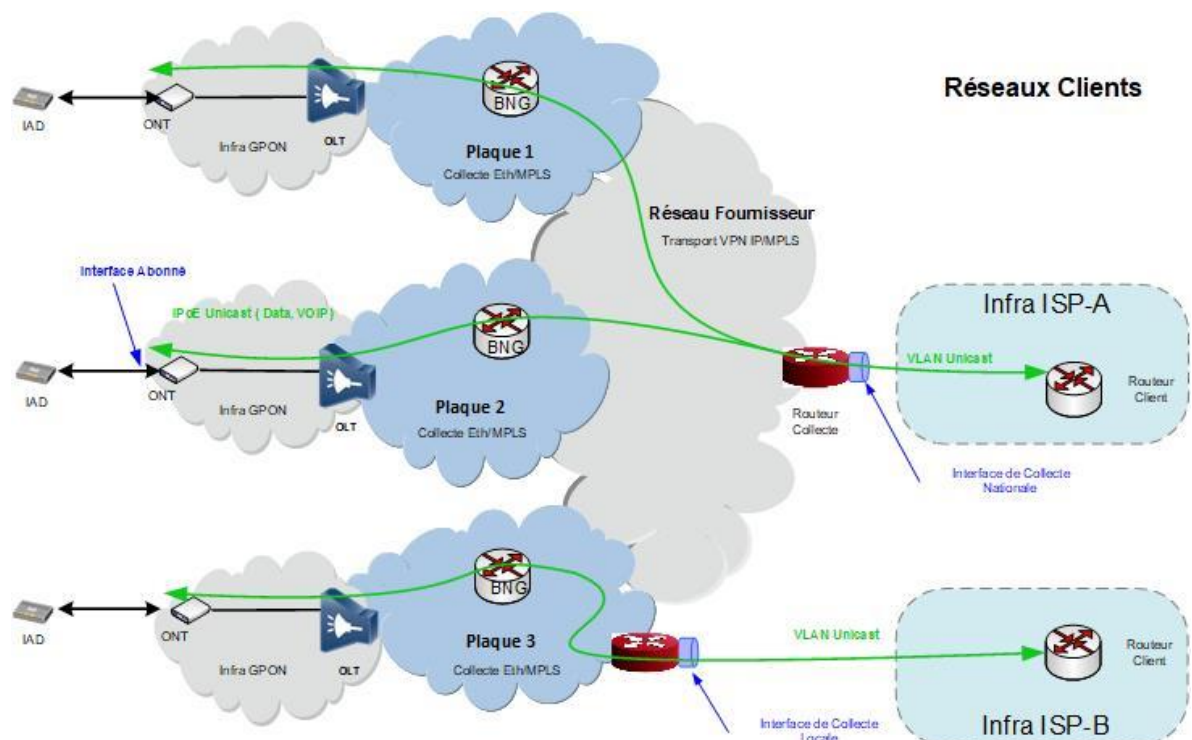 Réseaux Clients
BNG
IAD
ONT
Infra GPON
OLT
Plaque 1
Collecte Eth/MPLS
Réseau Fournisseur
Transport VPN IP/MPLS
Interface Abonné
IPoE Unicast ( Data, VOIP)
BNG
IAD
ONT
Infra GPON
OLT
Plaque 2
Collecte Eth/MPLS
Infra ISP-A
VLAN Unicast
Routeur
Client
Routeur
Collecte
Interface de Collecte
Nationale
BNG
IAD
ONT
Infra GPON
OLT
Plaque 3
Collecte Eth/MPLS
VLAN Unicast
Routeur
Client
Infra ISP-B
Interface de Collecte
Locale